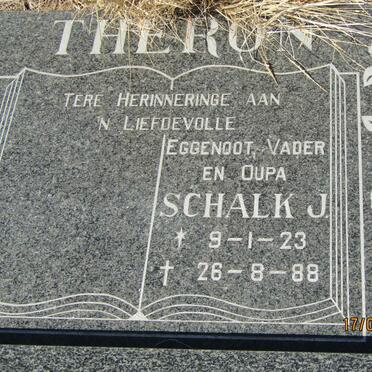 THERON
TERE HERINNERINGE AAN
'N LIEFDEVOLLE
EGGENOOT, VADER
EN OUPA
SCHALK J.
* 9-1-23
† 26-8-88